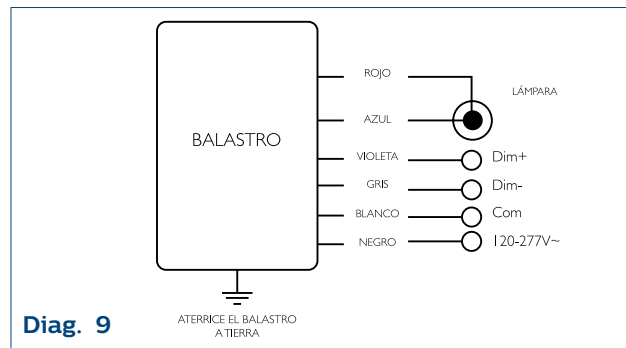 ROJO
LÁMPARA
AZUL
BALASTRO
VIOLETA
Dim+
GRIS
Dim-
BLANCO
Com
NEGRO
120-277V~
ATERRICE EL BALASTRO
A TIERRA
Diag. 9